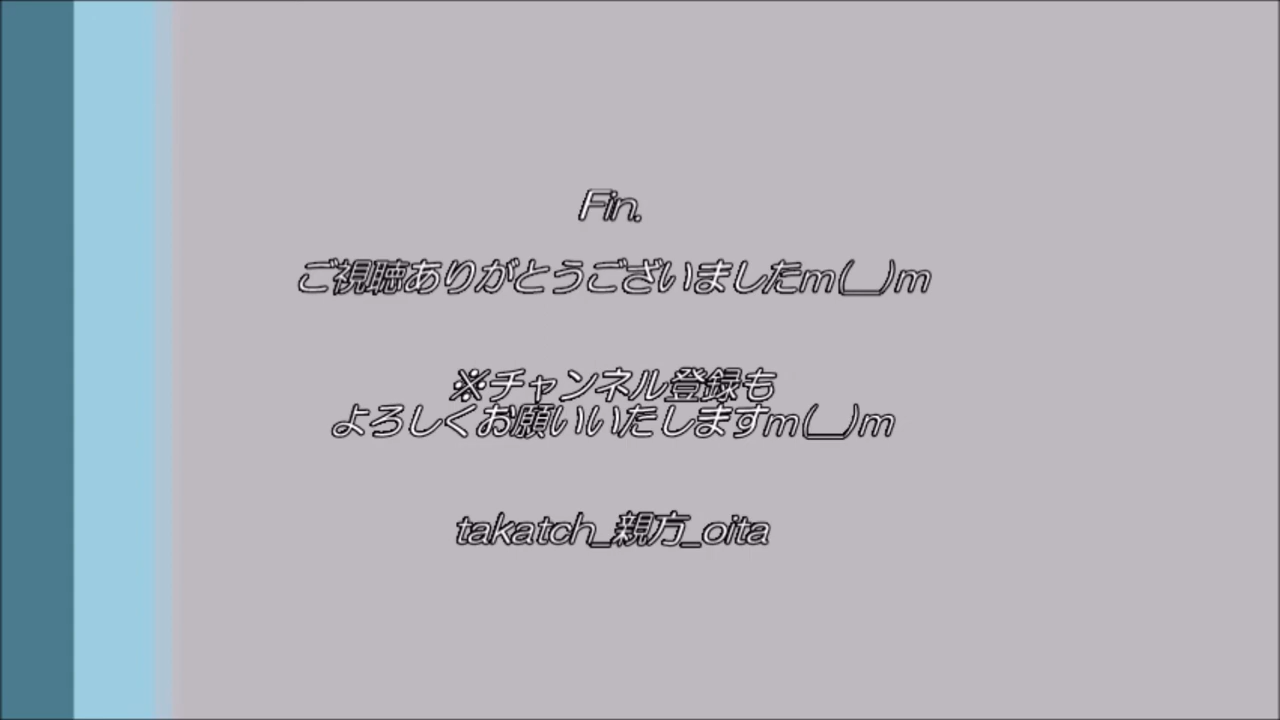 Fin.
ご視聴ありがとうございましたm(__)m
※チャンネル登録も
よろしくお願いいたしますm(__)m
takatch_親方_oita